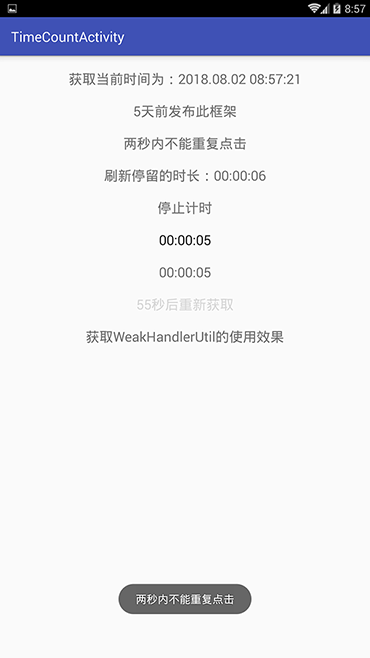 8:57
TimeCountActivity
获取当前时间为：2018.08.02 08:57:21
5天前发布此框架
两秒内不能重复点击
刷新停留的时长：00:00:06
停止计时
00:00:05
00:00:05
55秒后重新获取
获取WeakHandlerUtil的使用效果
两秒内不能重复点击